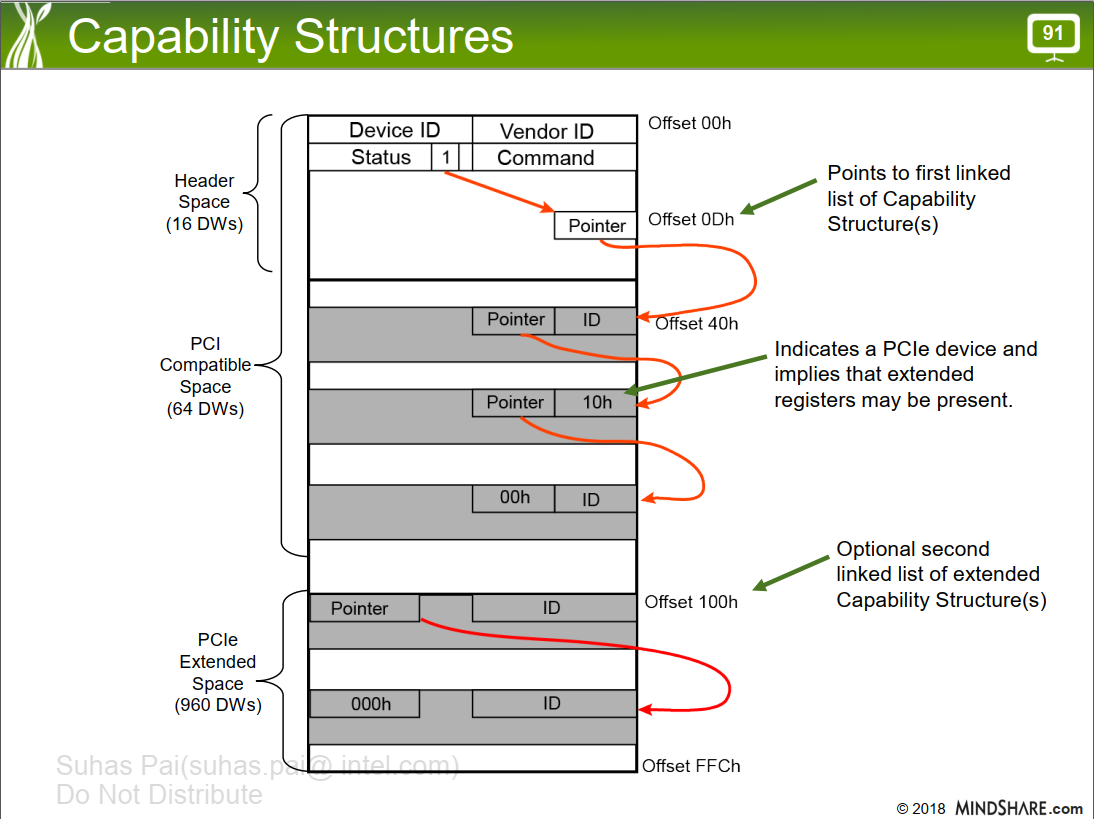 Capability Structures
91
Device ID
Vendor ID
Offset 00h
Status
1
Command
Header
Space
(16 DWs)
Points to first linked
list of Capability
Structure(s)
Pointer
Offset 0Dh
Pointer
ID
Offset 40h
PCI
Compatible
Space
(64 DWs)
Indicates a PCIe device and
implies that extended
registers may be present.
Pointer
10h
00h
ID
Optional second
linked list of extended
Capability Structure(s)
Pointer
ID
Offset 100h
PCIe
Extended
Space
(960 DWs)
000h
ID
Offset FFCh
Suhas Pai(suhas.pai@ intel.com)
Do Not Distribute
© 2018 MINDSHARE.com